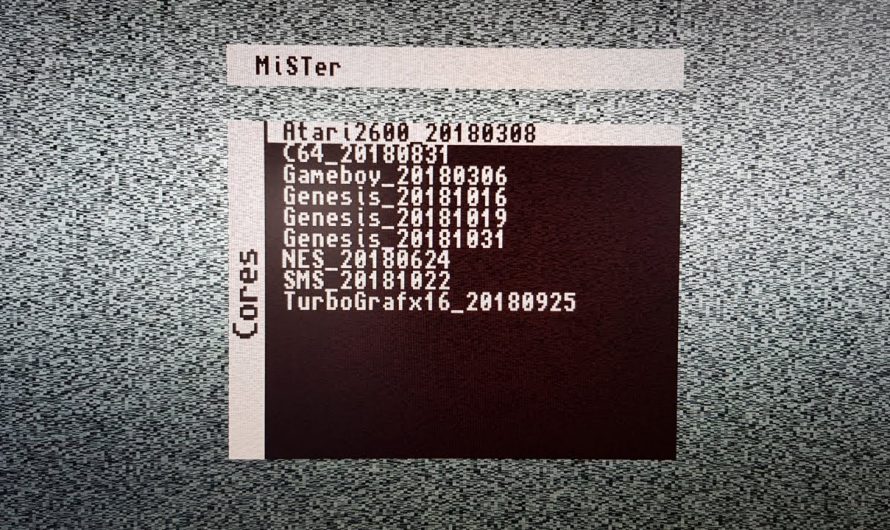 MiSTer
Cores
Atari2600_20180308
C64_20180831
Gameboy_20180306
Genesis_20181016
Genesis_20181019
Genesis_20181031
NES_20180624
SMS_20181022
TurboGrafx16_20180925